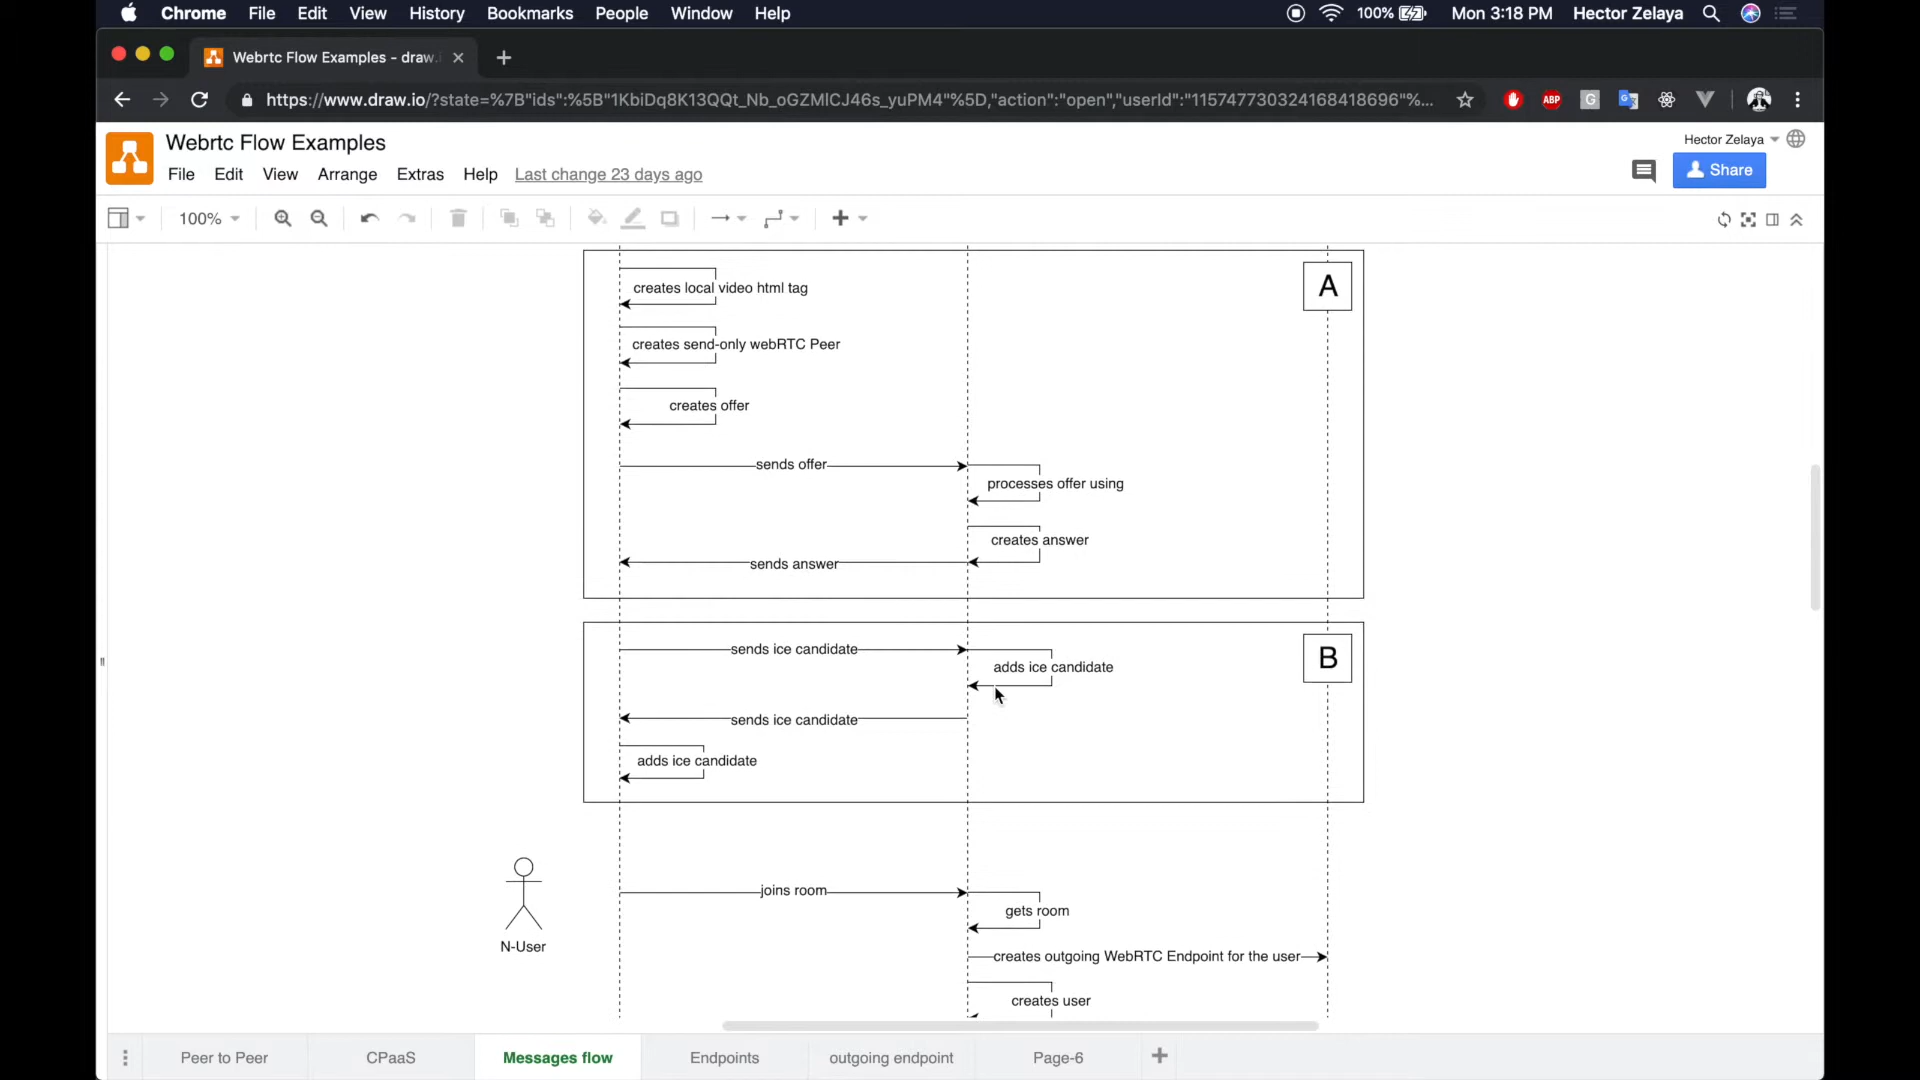 Chrome File Edit View History Bookmarks People Window Help 100% Mon 3:18 PM Hector Zelaya
Webrtc Flow Examples - draw.i
https://www.draw.io/?state=%7B"ids":%5B"1KbiDq8K13QQt_Nb_oGZMlCJ46s_yuPM4"%5D,"action":"open","userId":"115747730324168418696"%... ABP G
Webrtc Flow Examples
Hector Zelaya
File Edit View Arrange Extras Help Last change 23 days ago
Share
100%
A
creates local video html tag
creates send-only webRTC Peer
creates offer
sends offer
processes offer using
creates answer
sends answer
B
sends ice candidate
adds ice candidate
sends ice candidate
adds ice candidate
joins room
gets room
N-User
creates outgoing WebRTC Endpoint for the user
creates user
Peer to Peer CPaaS Messages flow Endpoints outgoing endpoint Page-6